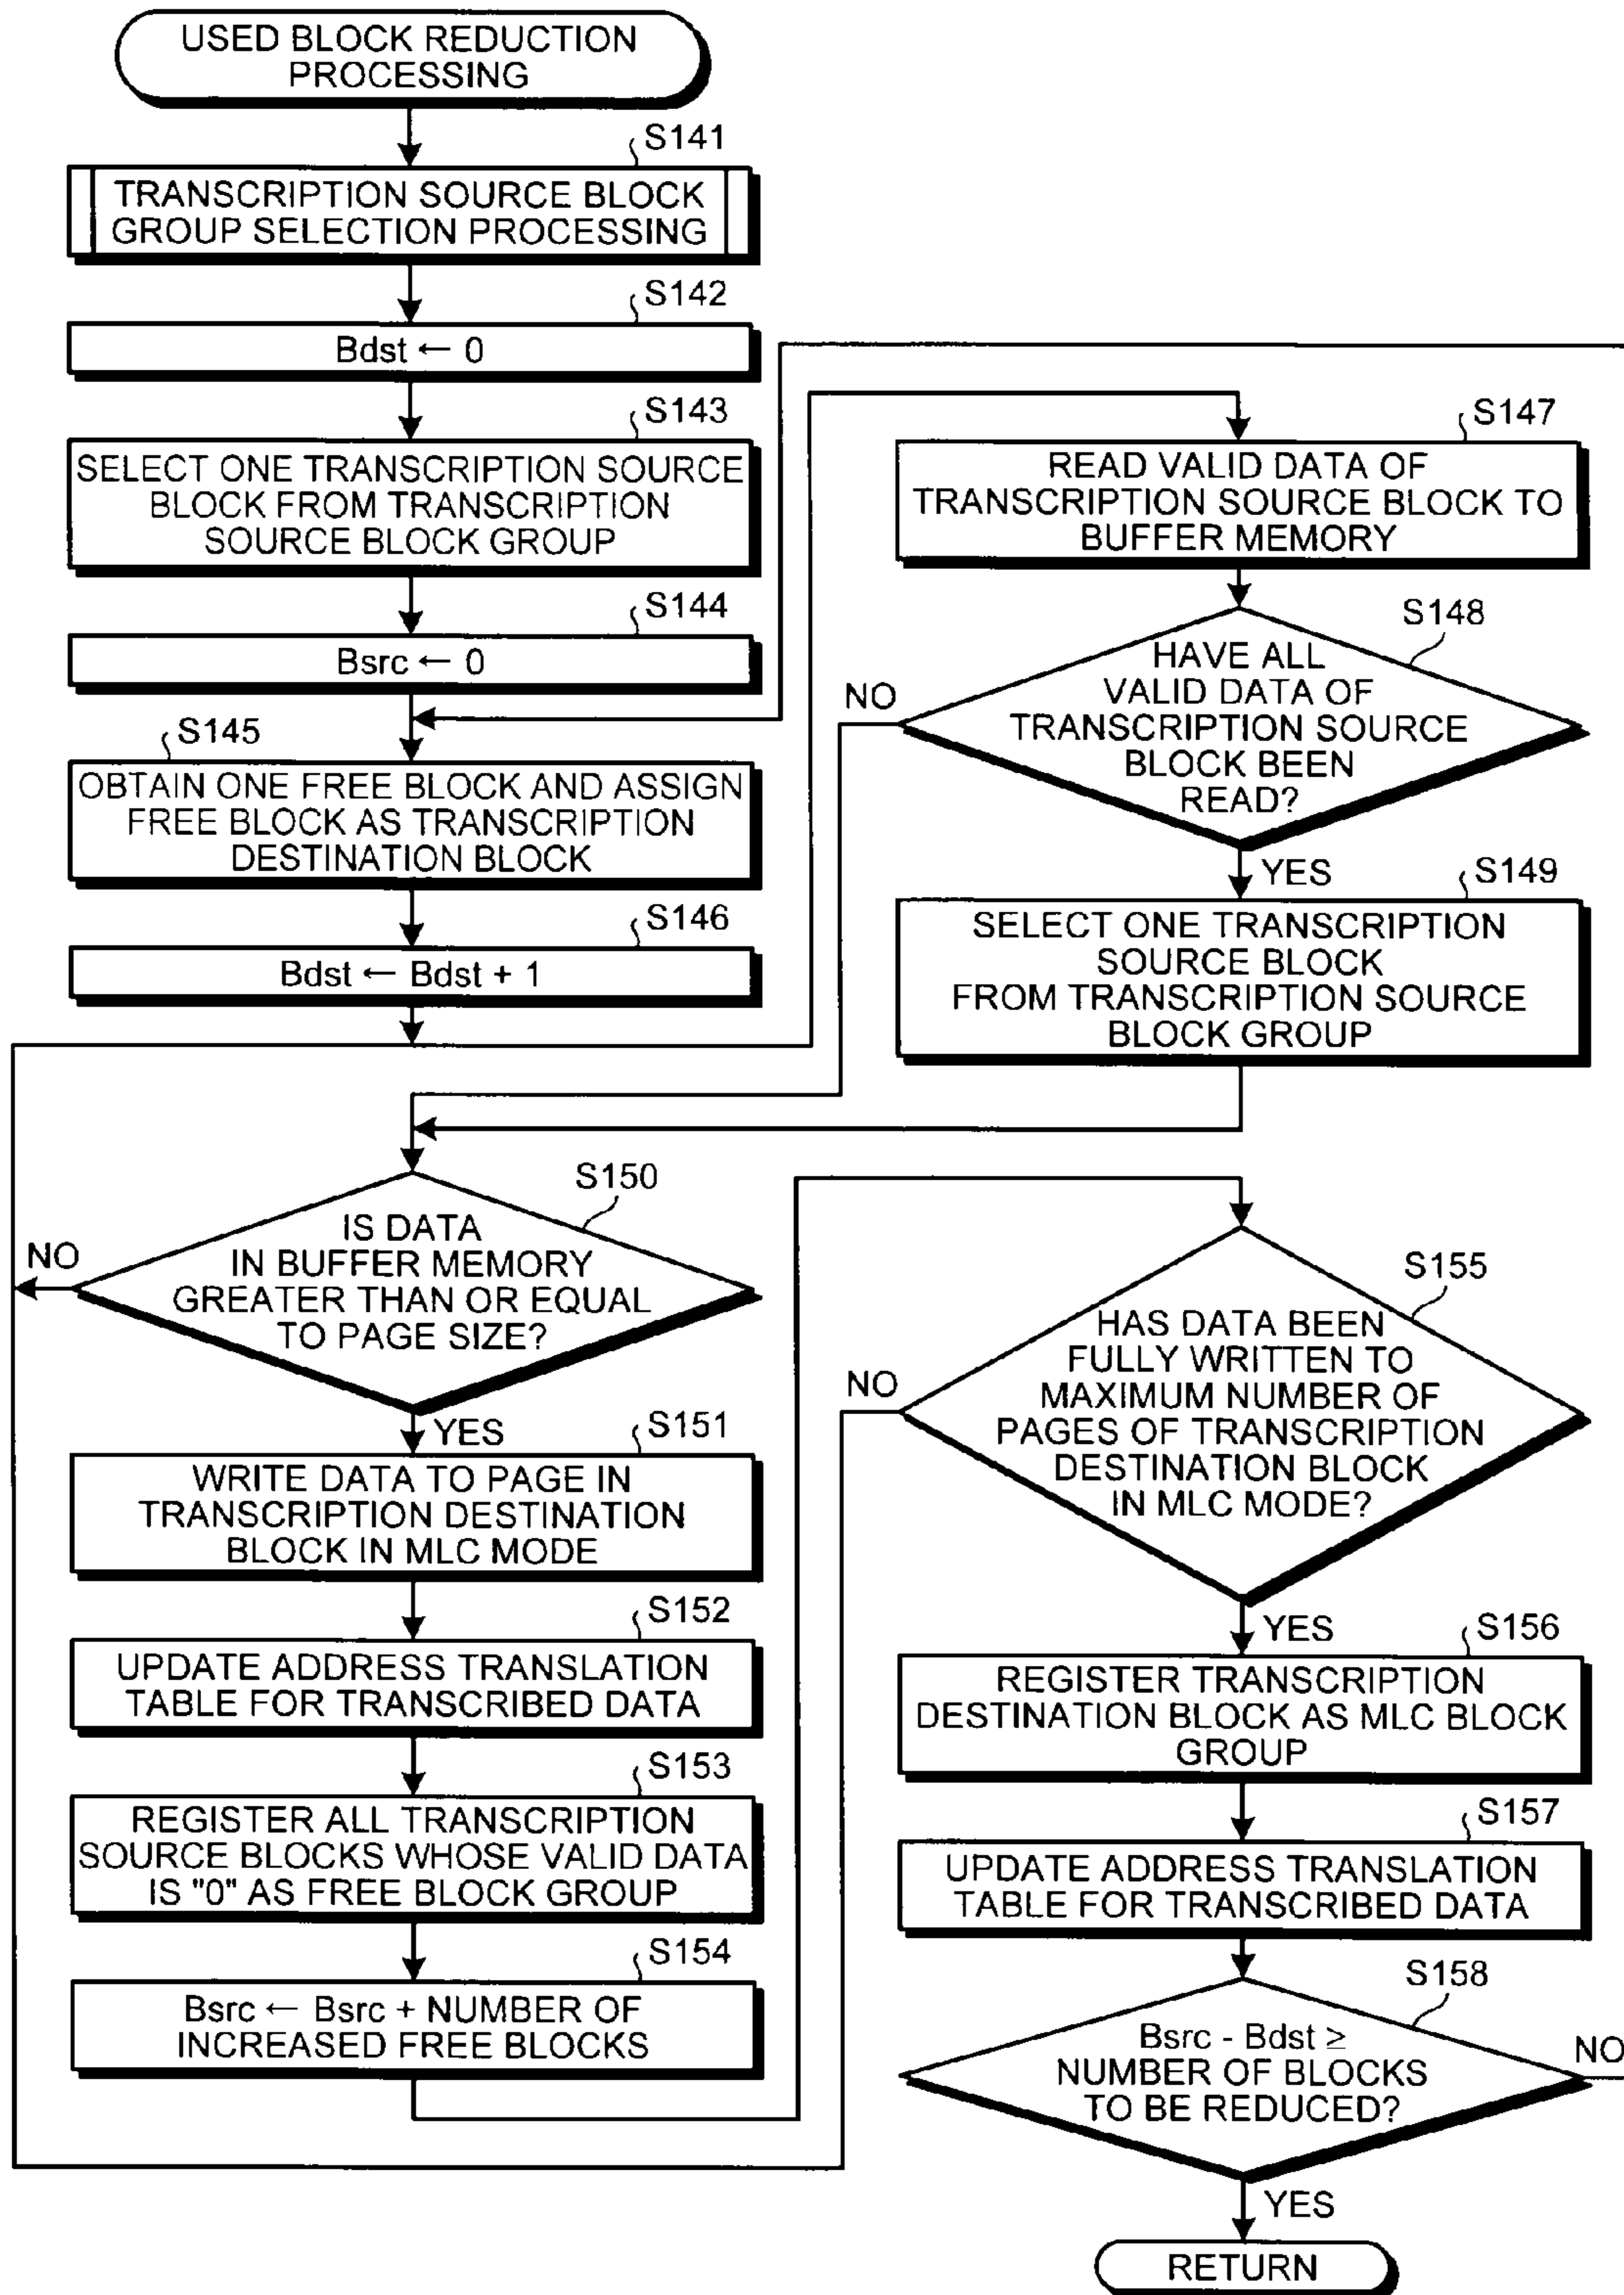 USED BLOCK REDUCTION
PROCESSING
S141
TRANSCRIPTION SOURCE BLOCK
GROUP SELECTION PROCESSING
S142
Bdst ← 0
S143
SELECT ONE TRANSCRIPTION SOURCE
BLOCK FROM TRANSCRIPTION
SOURCE BLOCK GROUP
S144
Bsrc ← 0
S145
OBTAIN ONE FREE BLOCK AND ASSIGN
FREE BLOCK AS TRANSCRIPTION
DESTINATION BLOCK
S146
Bdst ← Bdst + 1
S147
READ VALID DATA OF
TRANSCRIPTION SOURCE BLOCK TO
BUFFER MEMORY
S148
HAVE ALL
VALID DATA OF
TRANSCRIPTION SOURCE
BLOCK BEEN
READ?
NO
YES
S149
SELECT ONE TRANSCRIPTION
SOURCE BLOCK
FROM TRANSCRIPTION SOURCE
BLOCK GROUP
S150
IS DATA
IN BUFFER MEMORY
GREATER THAN OR EQUAL
TO PAGE SIZE?
NO
YES
S151
WRITE DATA TO PAGE IN
TRANSCRIPTION DESTINATION
BLOCK IN MLC MODE
S152
UPDATE ADDRESS TRANSLATION
TABLE FOR TRANSCRIBED DATA
S153
REGISTER ALL TRANSCRIPTION
SOURCE BLOCKS WHOSE VALID DATA
IS "0" AS FREE BLOCK GROUP
S154
Bsrc ← Bsrc + NUMBER OF
INCREASED FREE BLOCKS
S155
HAS DATA BEEN
FULLY WRITTEN TO
MAXIMUM NUMBER OF
PAGES OF TRANSCRIPTION
DESTINATION BLOCK
IN MLC MODE?
NO
YES
S156
REGISTER TRANSCRIPTION
DESTINATION BLOCK AS MLC BLOCK
GROUP
S157
UPDATE ADDRESS TRANSLATION
TABLE FOR TRANSCRIBED DATA
S158
Bsrc - Bdst ≥
NUMBER OF BLOCKS
TO BE REDUCED?
NO
YES
RETURN